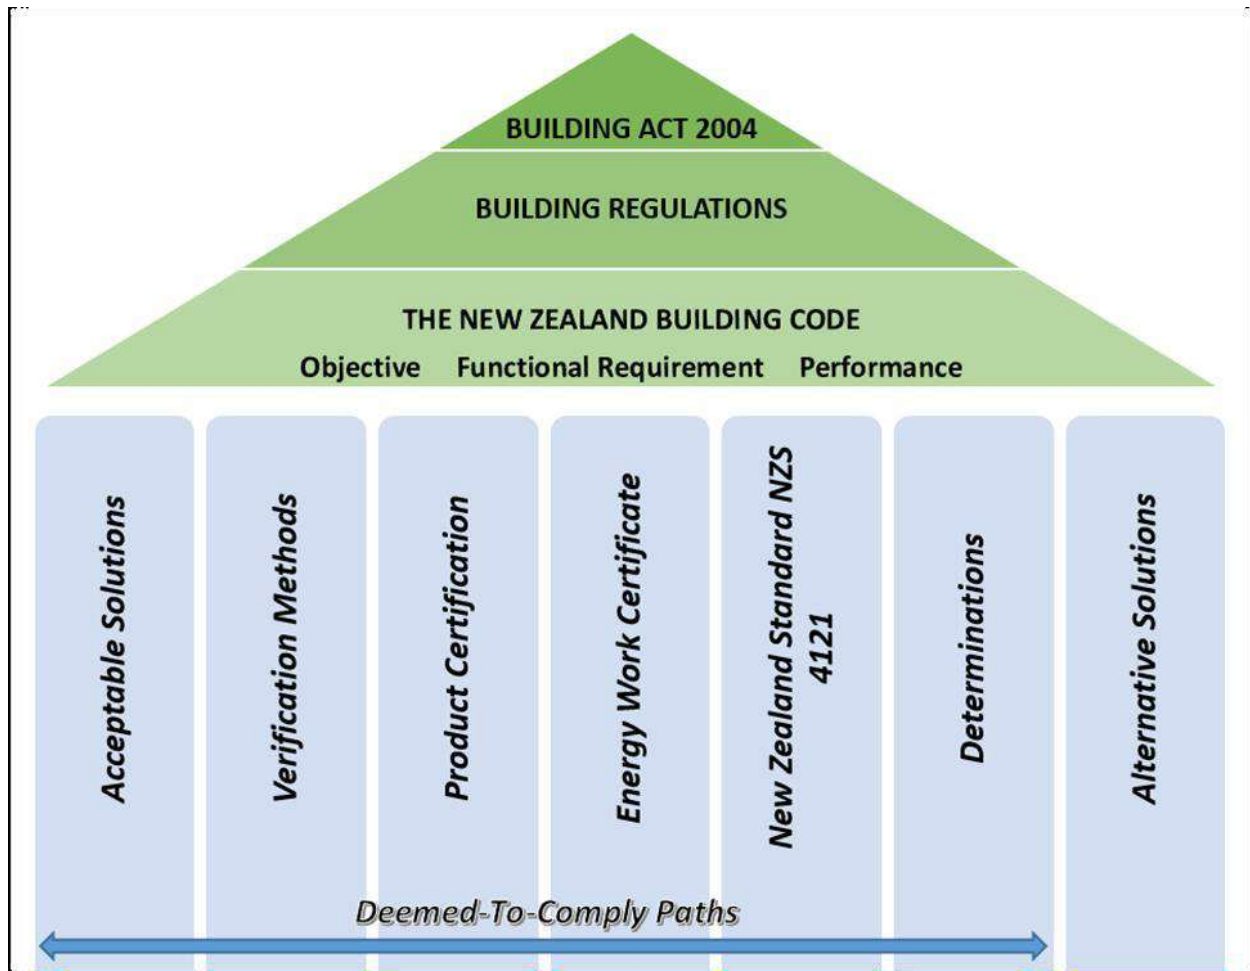 BUILDING ACT 2004
BUILDING REGULATIONS
THE NEW ZEALAND BUILDING CODE
Objective Functional Requirement Performance
Acceptable Solutions
Verification Methods
Product Certification
Energy Work Certificate
New Zealand Standard NZS
4121
Determinations
Alternative Solutions
Deemed-To-Comply Paths